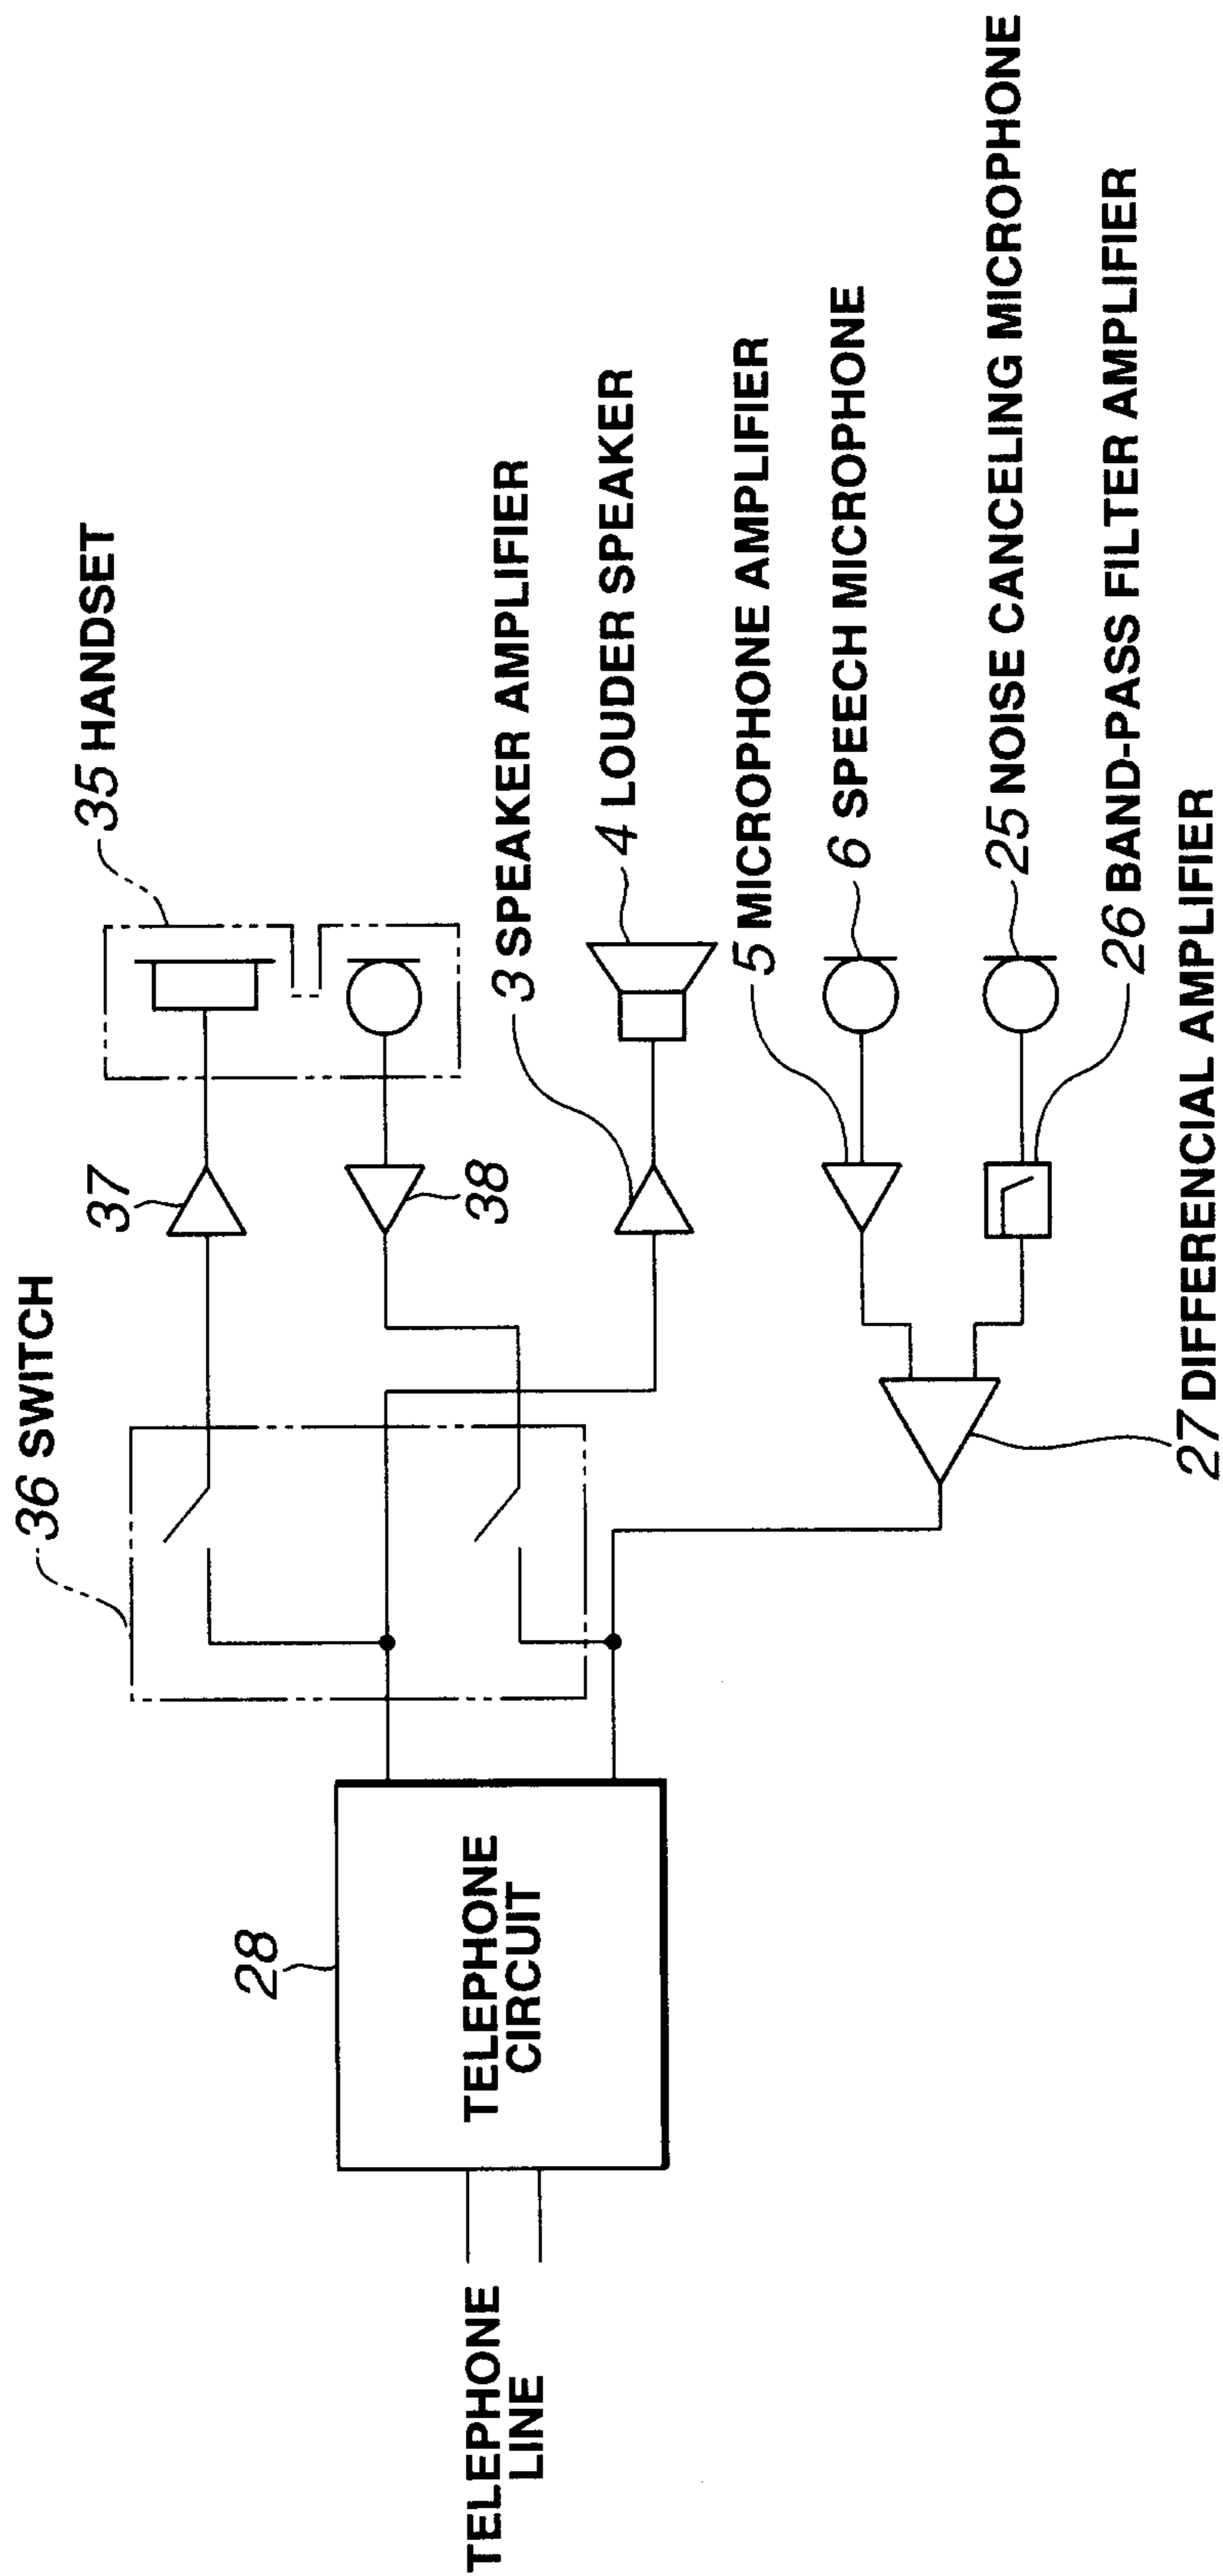 36 SWITCH
35 HANDSET
37
38
3 SPEAKER AMPLIFIER
4 LOUDER SPEAKER
5 MICROPHONE AMPLIFIER
6 SPEECH MICROPHONE
25 NOISE CANCELING MICROPHONE
26 BAND-PASS FILTER AMPLIFIER
27 DIFFERENCIAL AMPLIFIER
28
TELEPHONE
CIRCUIT
TELEPHONE
LINE